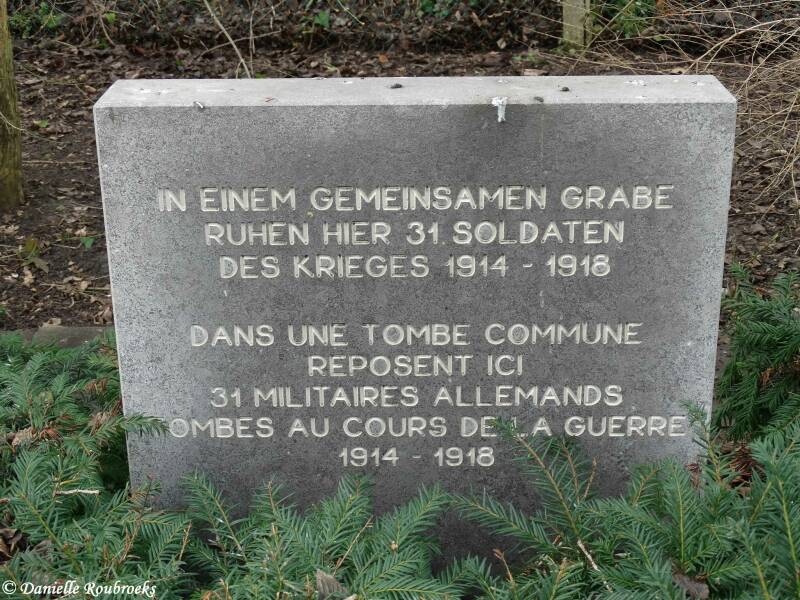 IN EINEM GEMEINSAMEN GRABE
RUHEN HIER 31 SOLDATEN
DES KRIEGES 1914 - 1918
DANS UNE TOMBE COMMUNE
REPOSENT ICI
31 MILITAIRES ALLEMANDS
OMBES AU COURS DE LA GUERRE
1914 - 1918
© Danielle Roubroeks